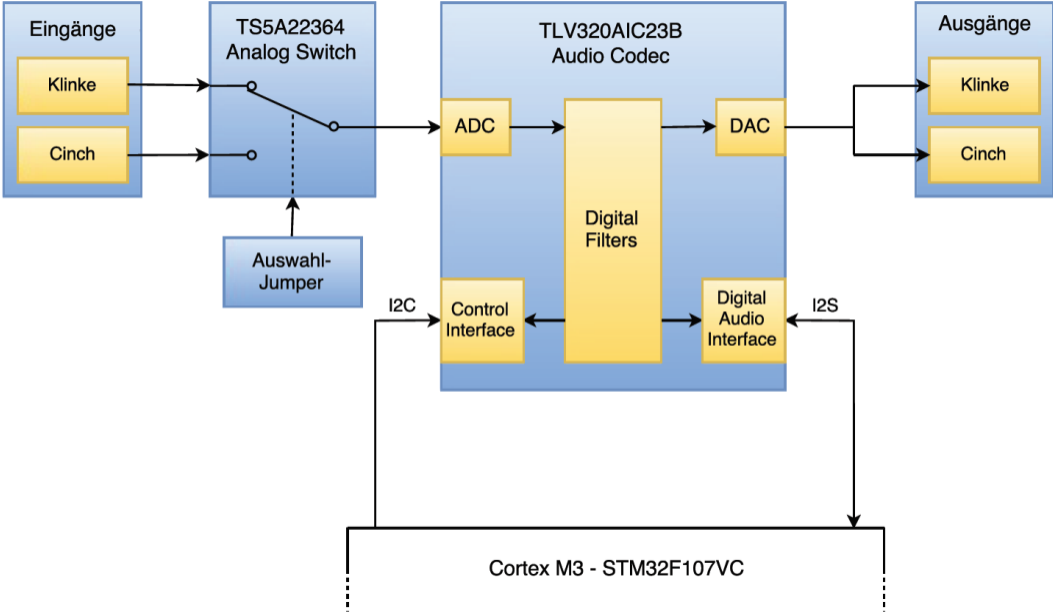 Eingänge
Klinke
Cinch
TS5A22364
Analog Switch
Auswahl-
Jumper
TLV320AIC23B
Audio Codec
ADC
Digital
Filters
DAC
Control
Interface
Digital
Audio
Interface
I2C
I2S
Ausgänge
Klinke
Cinch
Cortex M3 - STM32F107VC